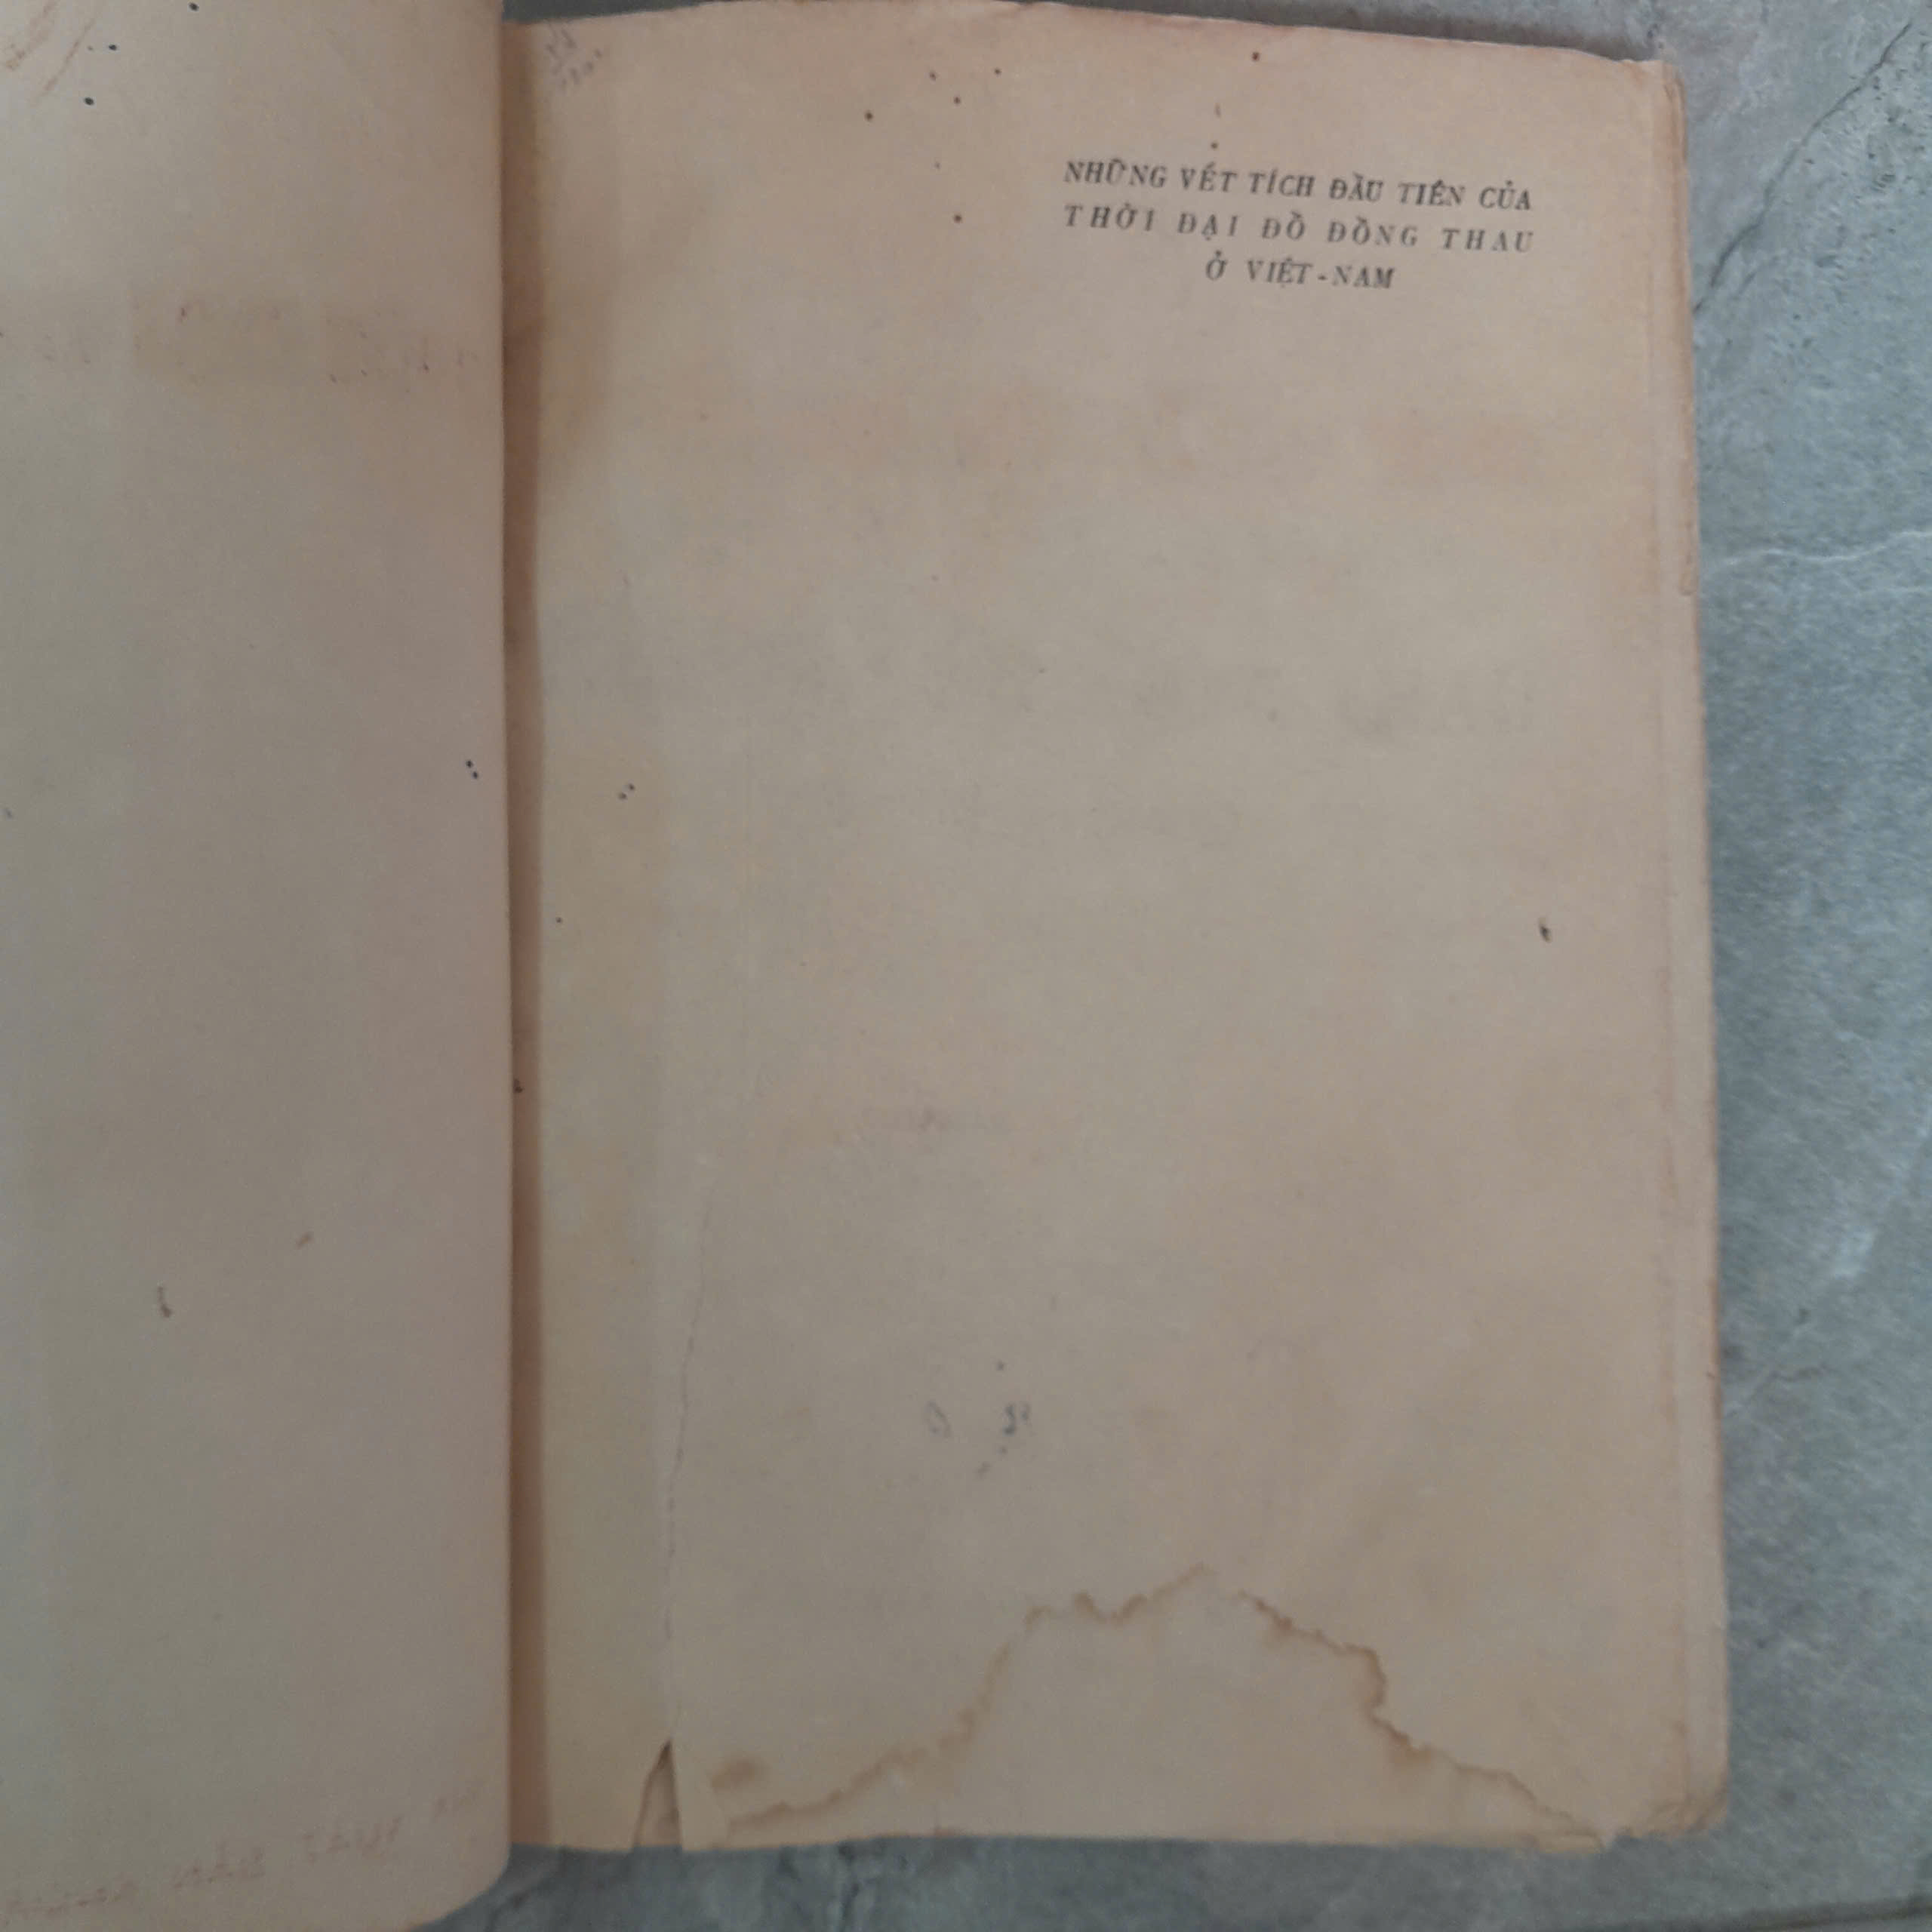 NHỮNG VẾT TÍCH ĐẦU TIÊN CỦA
THỜI ĐẠI ĐỒ ĐỒNG THAU
Ở VIỆT-NAM